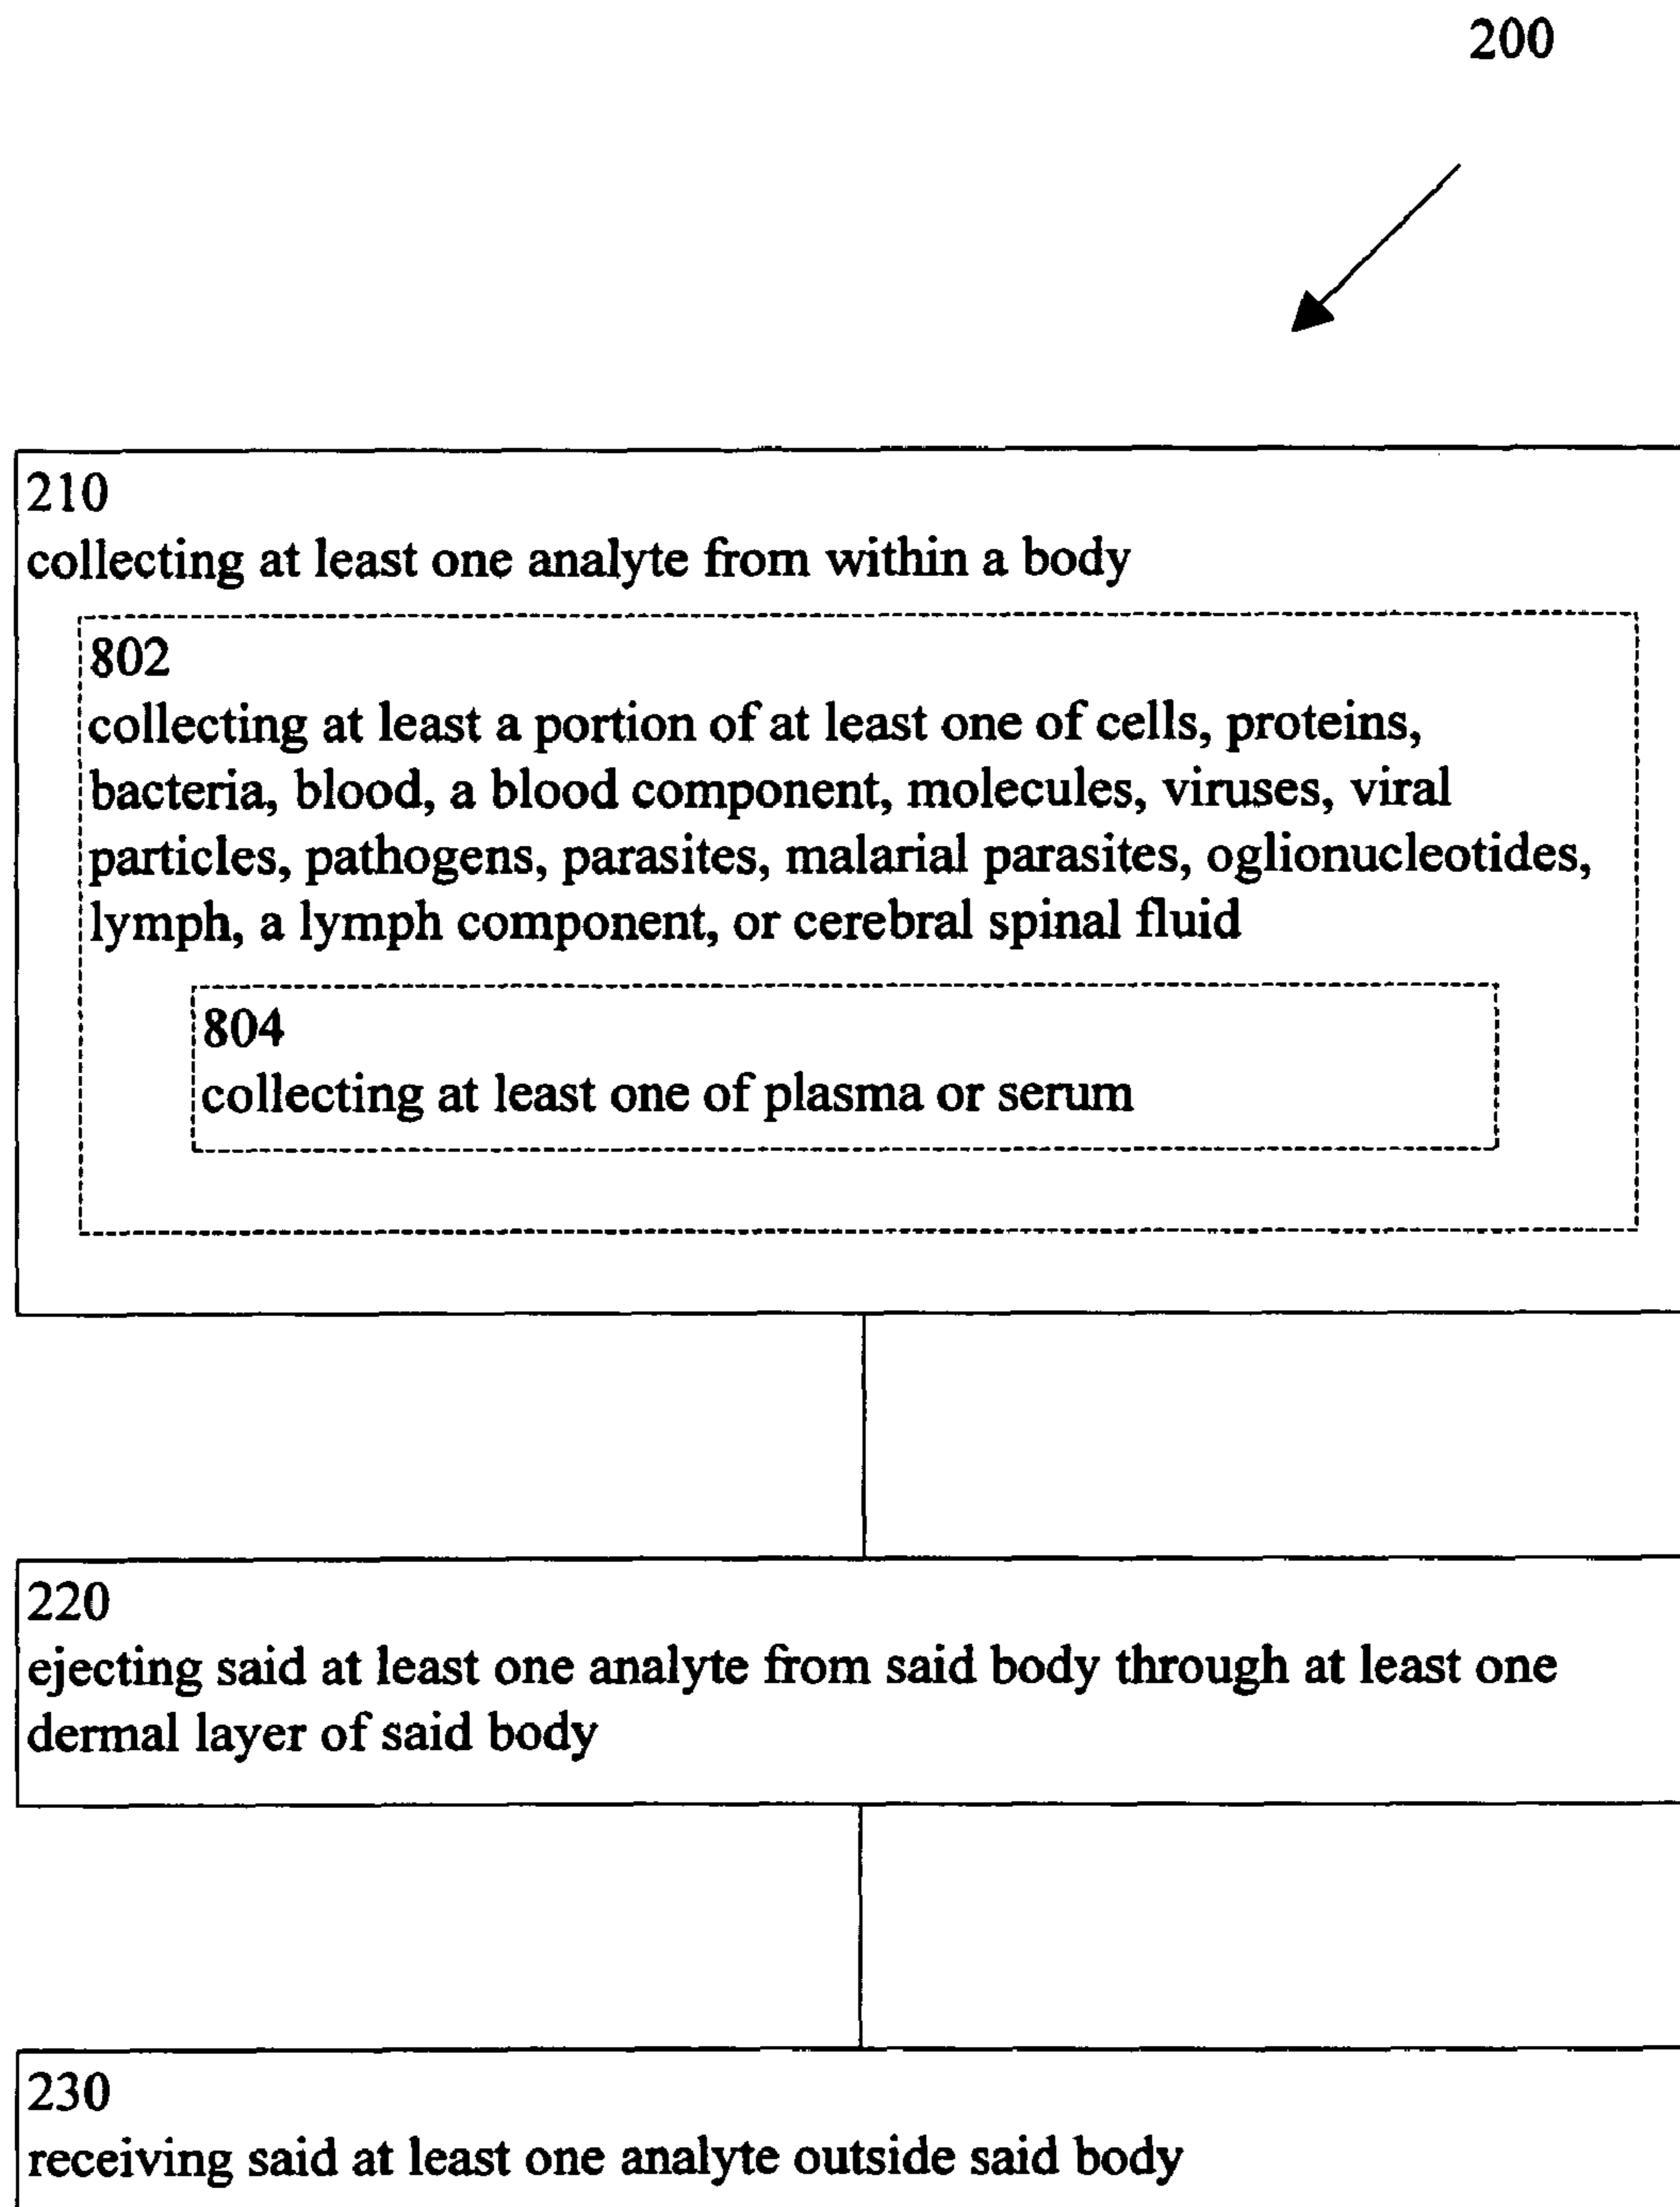 200
210
collecting at least one analyte from within a body
802
collecting at least a portion of at least one of cells, proteins,
bacteria, blood, a blood component, molecules, viruses, viral
particles, pathogens, parasites, malarial parasites, oglionucleotides,
lymph, a lymph component, or cerebral spinal fluid
804
collecting at least one of plasma or serum
220
ejecting said at least one analyte from said body through at least one
dermal layer of said body
230
receiving said at least one analyte outside said body